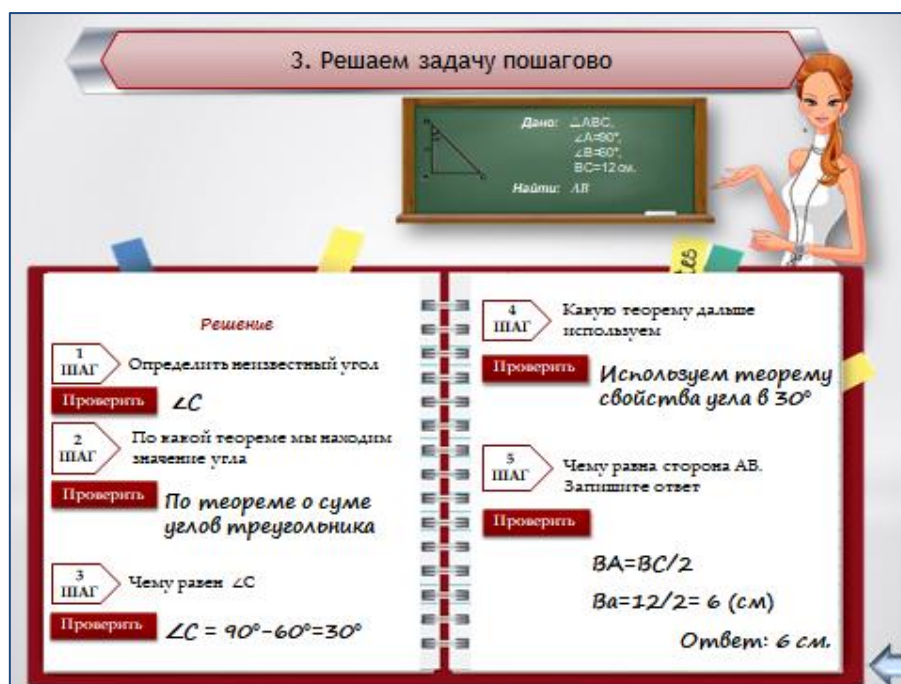 3. Решаем задачу пошагово
Дано: △ABC,
∠A=90°,
∠B=60°,
BC=12 см.
Найти: AB
Решение
1
ШАГ
Определить неизвестный угол
Проверить
∠C
2
ШАГ
По какой теореме мы находим
значение угла
Проверить
По теореме о суме
углов треугольника
3
ШАГ
Чему равен ∠C
Проверить
∠C = 90°-60°=30°
4
ШАГ
Какую теорему дальше
используем
Проверить
Используем теорему
свойства угла в 30°
5
ШАГ
Чему равна сторона АВ.
Запишите ответ
Проверить
BA=BC/2
Ba=12/2= 6 (см)
Ответ: 6 см.